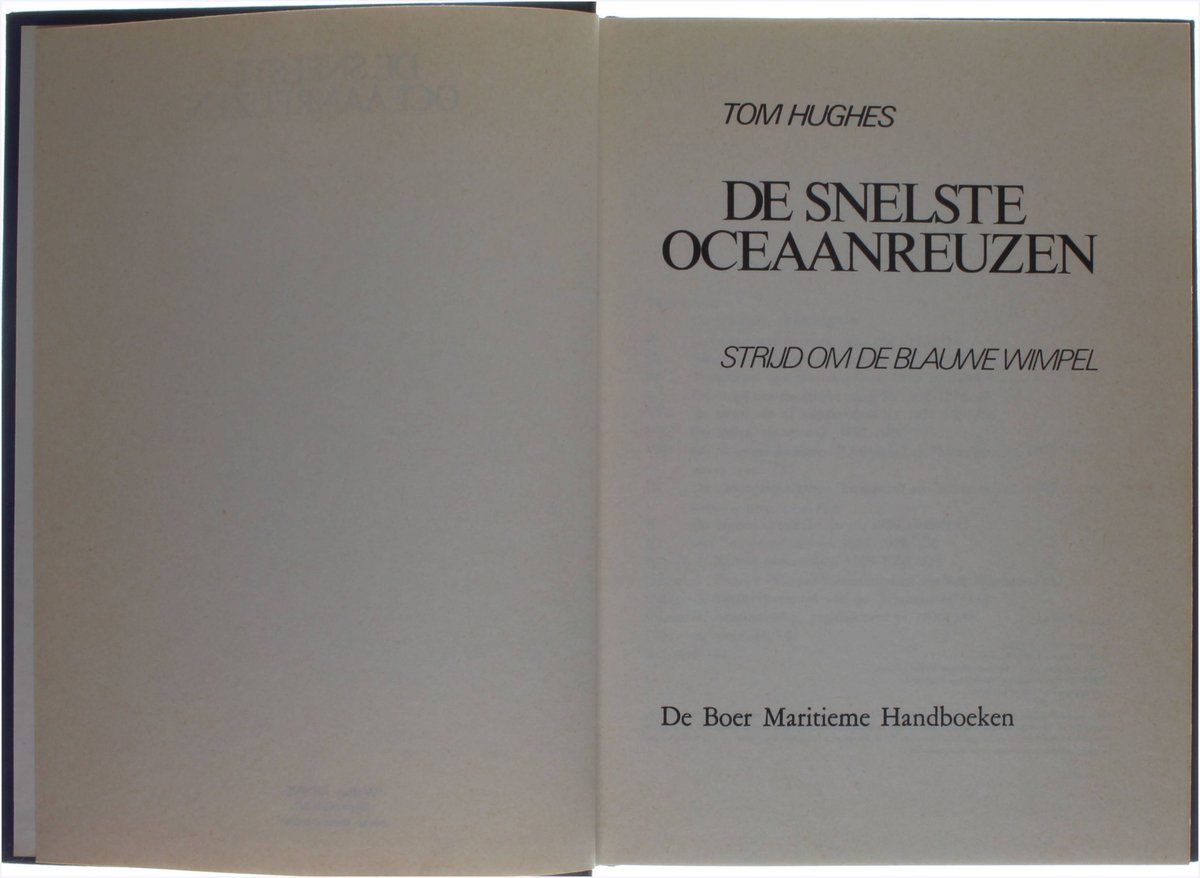 TOM HUGHES
DE SNELSTE
OCEAANREUZEN
STRIJD OM DE BLAUWE WIMPEL
De Boer Maritieme Handboeken